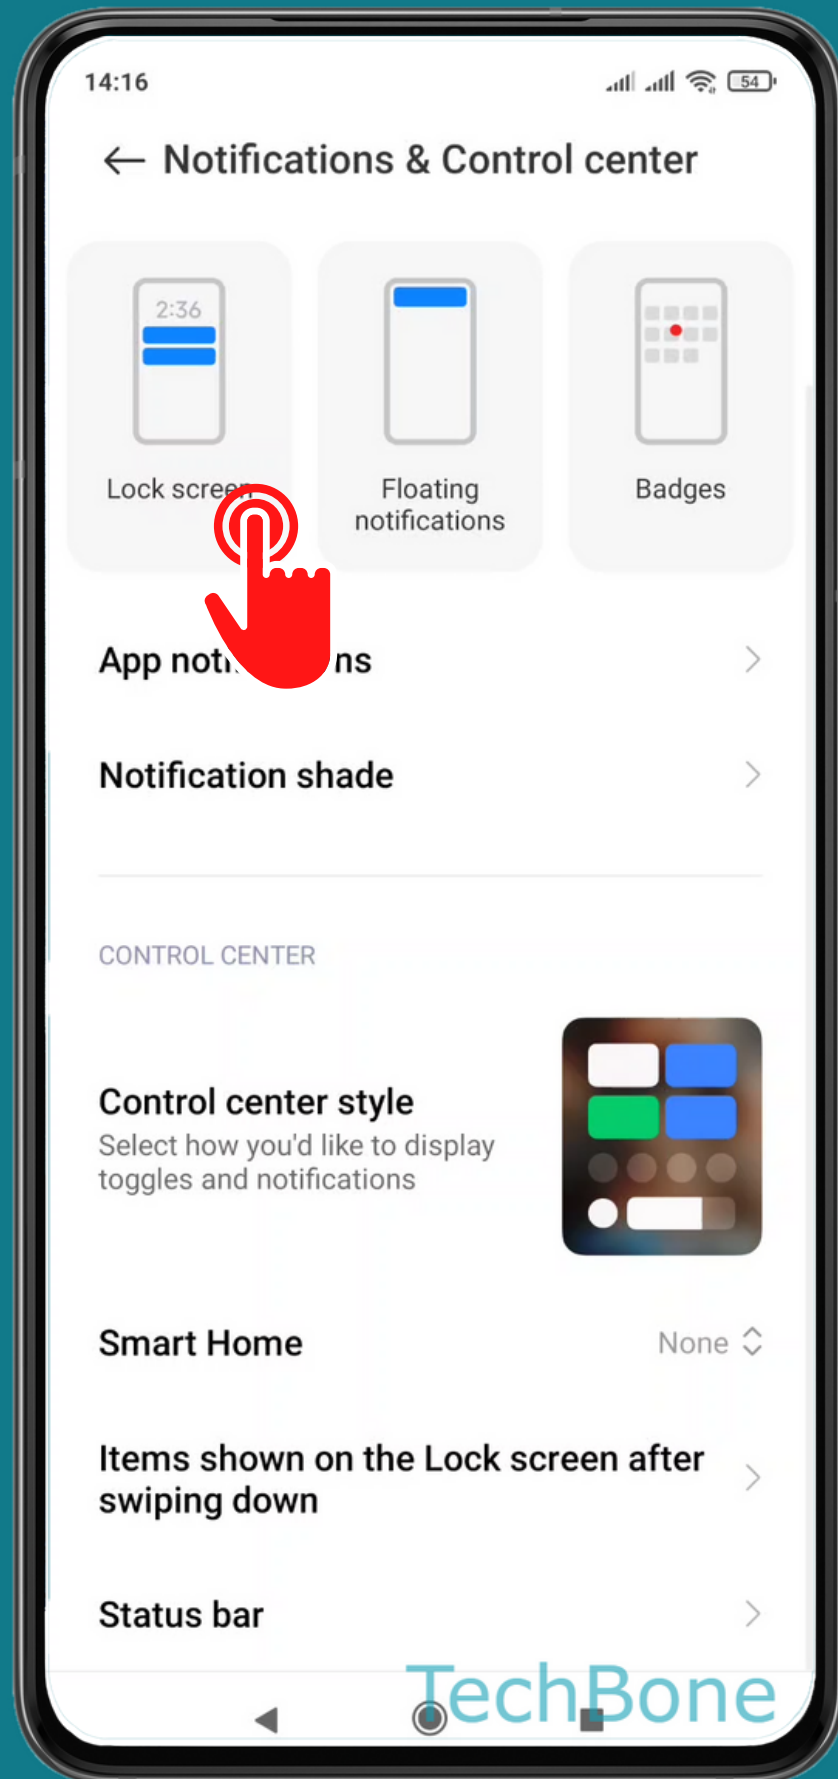 14:16
54
Notifications & Control center
2:36
Lock screen
Floating
notifications
Badges
App
Notification shade
CONTROL CENTER
Control center style
Select how you'd like to display
toggles and notifications
Smart Home
None
Items shown on the Lock screen after
swiping down
Status bar
TechBone